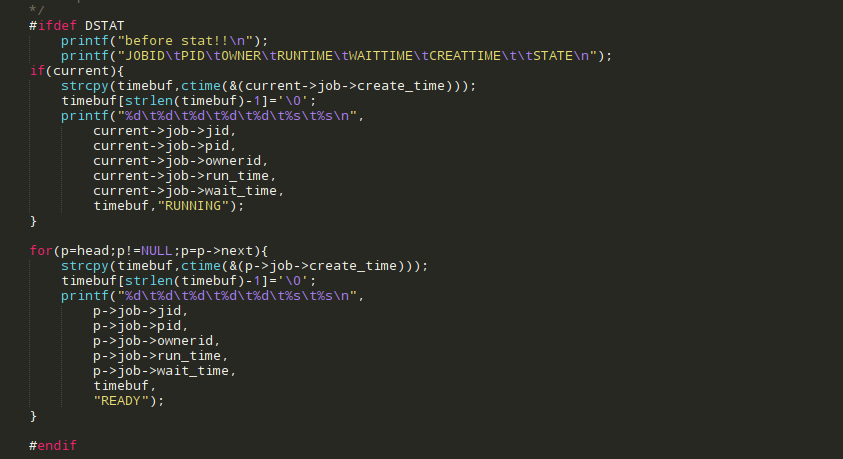 */
#ifdef DSTAT
    printf("before stat!!\n");
    printf("JOBID\tPID\tOWNER\tRUNTIME\tWAITTIME\tCREATTIME\t\tSTATE\n");
if(current){
    strcpy(timebuf,ctime(&(current->job->create_time)));
    timebuf[strlen(timebuf)-1]='\0';
    printf("%d\t%d\t%d\t%d\t%d\t%s\t%s\n",
        current->job->jid,
        current->job->pid,
        current->job->ownerid,
        current->job->run_time,
        current->job->wait_time,
        timebuf,"RUNNING");
}

for(p=head;p!=NULL;p=p->next){
    strcpy(timebuf,ctime(&(p->job->create_time)));
    timebuf[strlen(timebuf)-1]='\0';
    printf("%d\t%d\t%d\t%d\t%d\t%s\t%s\n",
        p->job->jid,
        p->job->pid,
        p->job->ownerid,
        p->job->run_time,
        p->job->wait_time,
        timebuf,
        "READY");
}

#endif